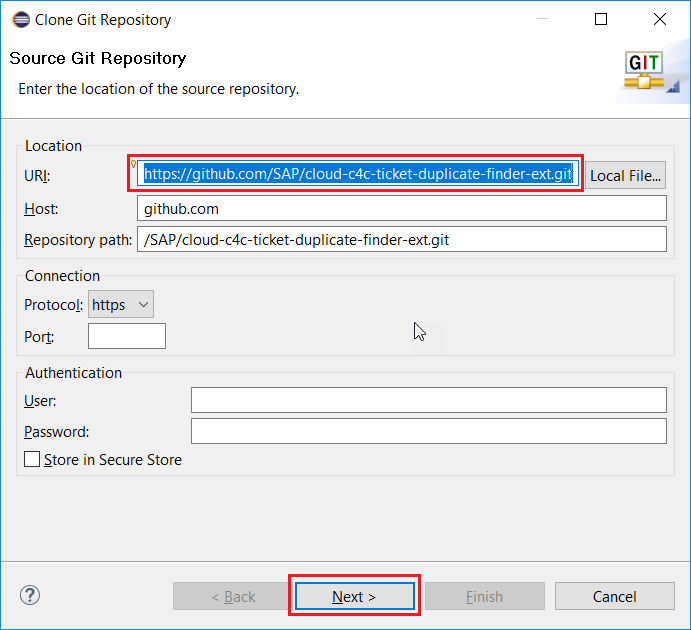 Clone Git Repository
Source Git Repository
Enter the location of the source repository.
GIT
Location
URI: https://github.com/SAP/cloud-c4c-ticket-duplicate-finder-ext.git Local File...
Host: github.com
Repository path: /SAP/cloud-c4c-ticket-duplicate-finder-ext.git
Connection
Protocol: https
Port:
Authentication
User:
Password:
Store in Secure Store
? < Back Next > Finish Cancel